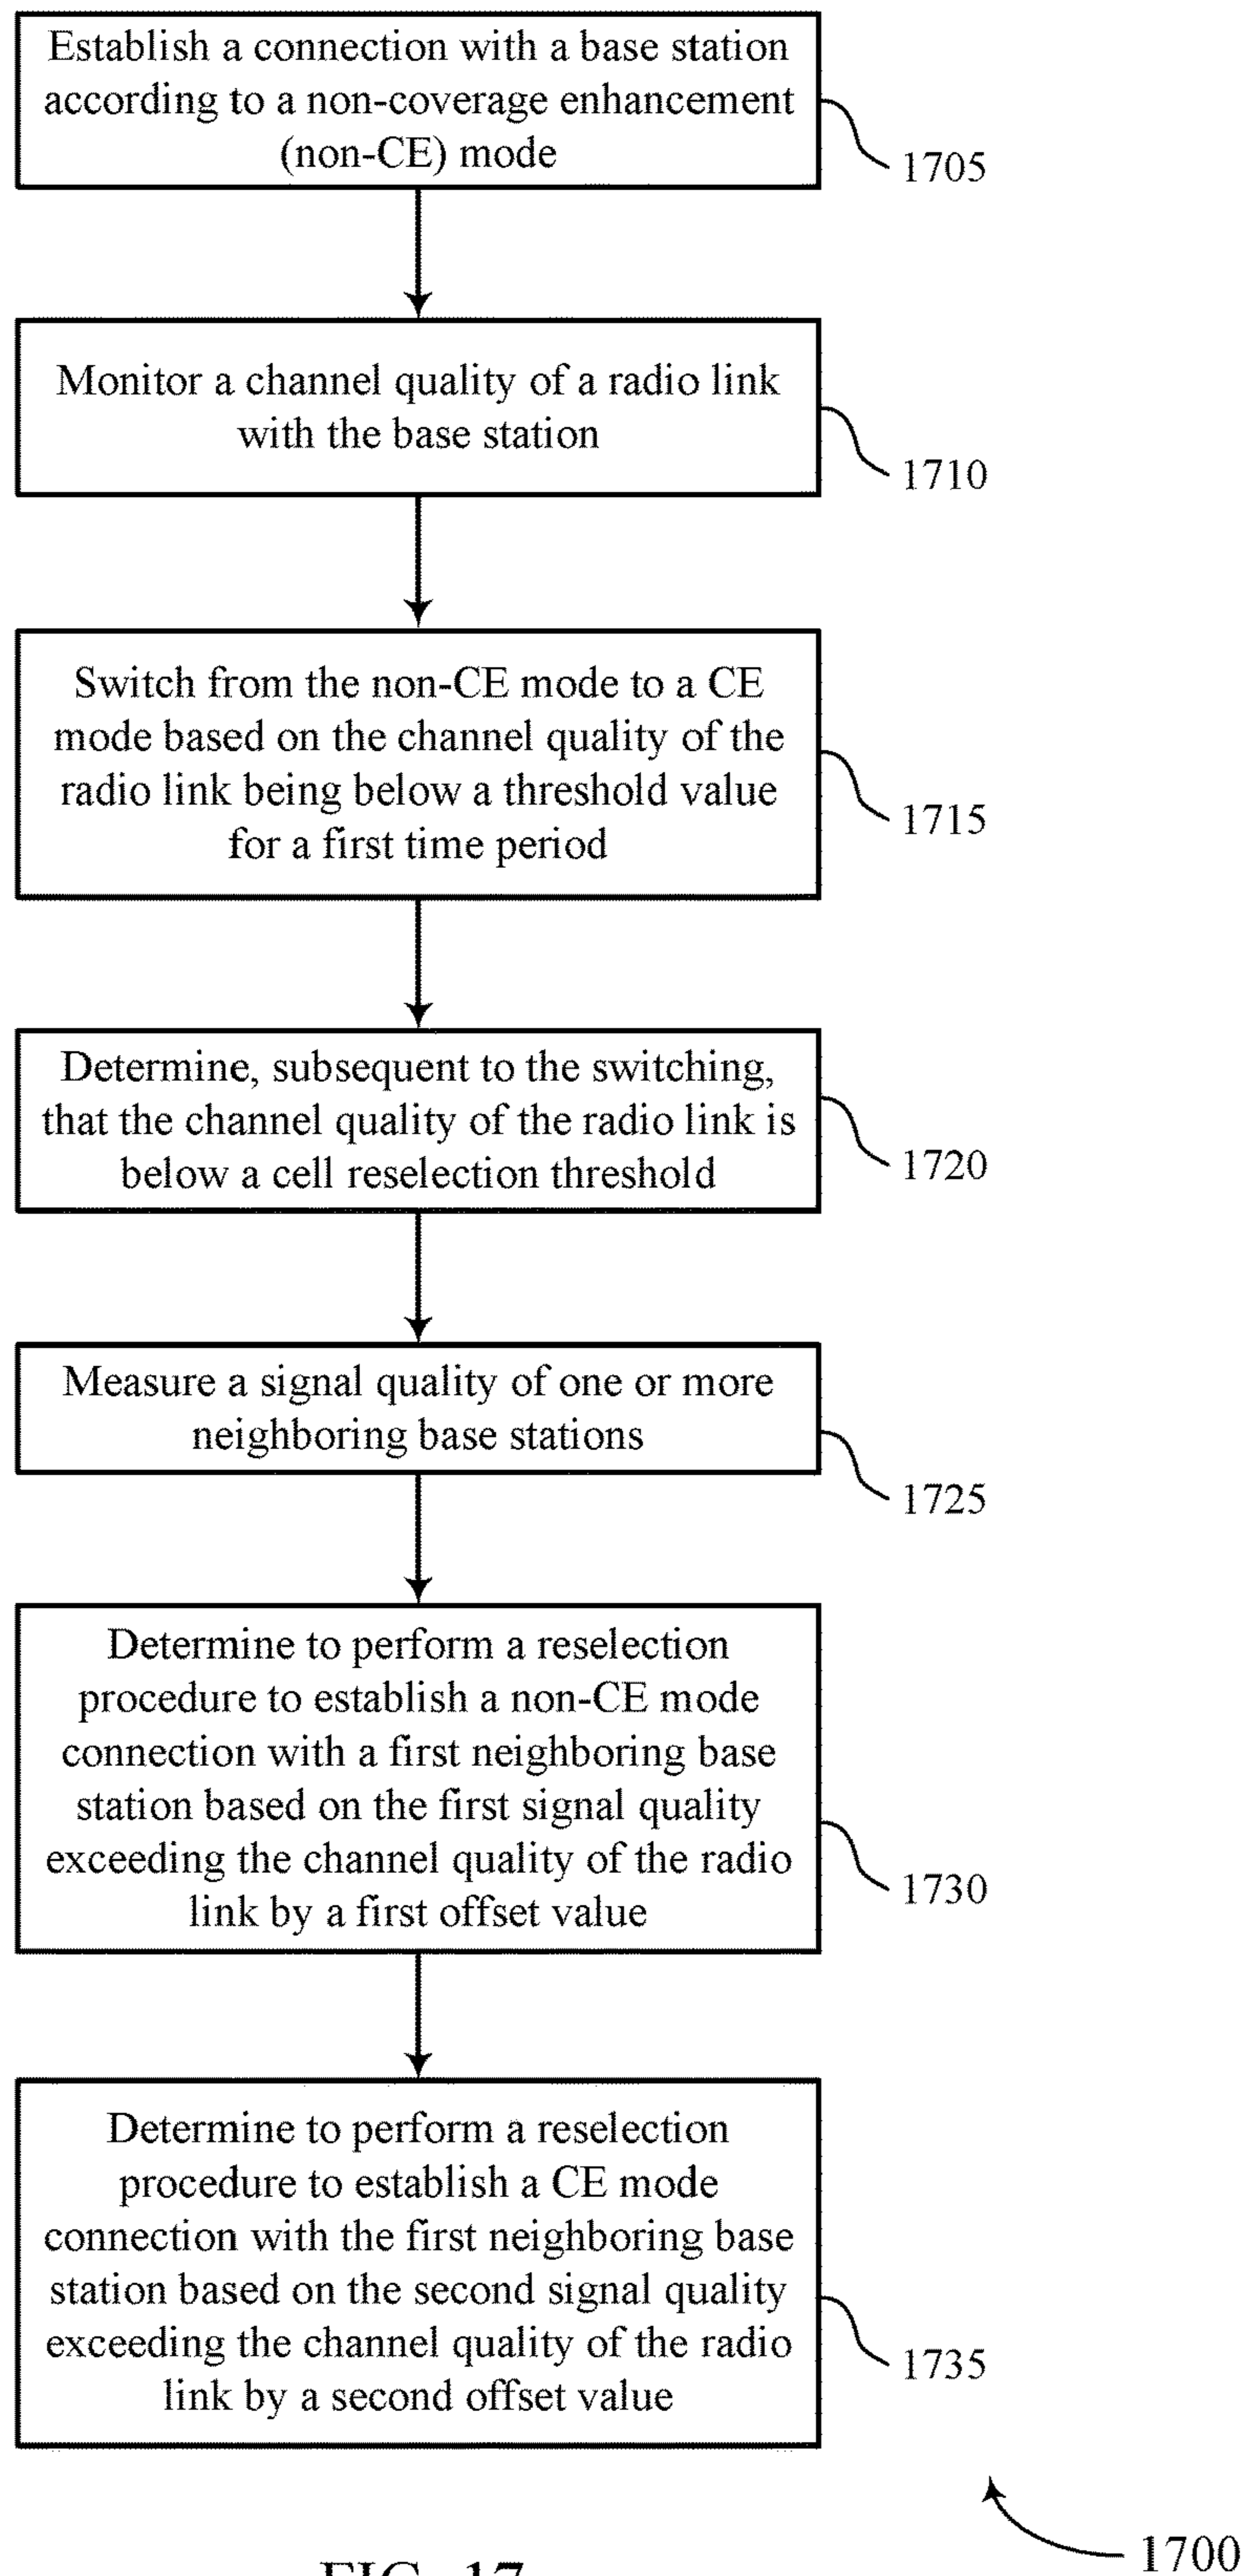 Establish a connection with a base station
according to a non-coverage enhancement
(non-CE) mode
1705
Monitor a channel quality of a radio link
with the base station
1710
Switch from the non-CE mode to a CE
mode based on the channel quality of the
radio link being below a threshold value
for a first time period
1715
Determine, subsequent to the switching,
that the channel quality of the radio link is
below a cell reselection threshold
1720
Measure a signal quality of one or more
neighboring base stations
1725
Determine to perform a reselection
procedure to establish a non-CE mode
connection with a first neighboring base
station based on the first signal quality
exceeding the channel quality of the radio
link by a first offset value
1730
Determine to perform a reselection
procedure to establish a CE mode
connection with the first neighboring base
station based on the second signal quality
exceeding the channel quality of the radio
link by a second offset value
1735
1700
FIG. 17